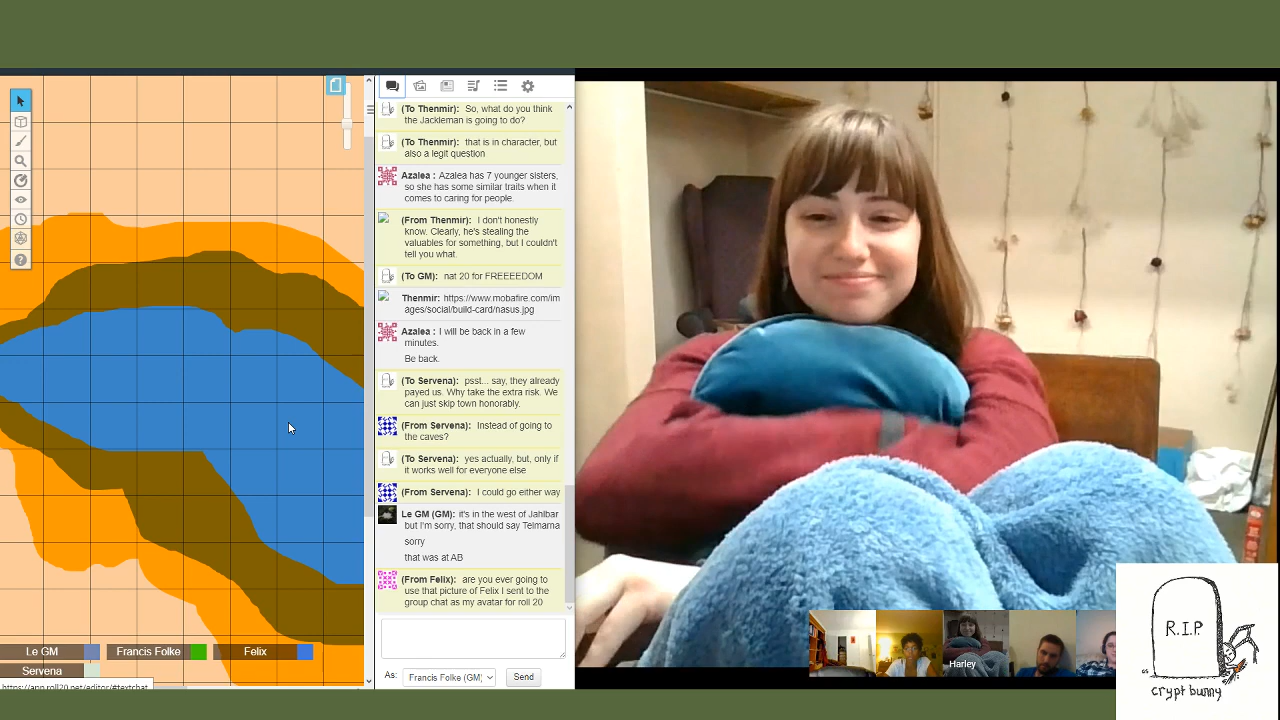 (To Thenmir): So, what do you think
the Jackleman is going to do?
(To Thenmir): that is in character, but
also a legit question
Azalea : Azalea has 7 younger sisters,
so she has some similar traits when it
comes to caring for people.
(From Thenmir): I don't honestly
know. Clearly, he's stealing the
valuables for something, but I couldn't
tell you what.
(To GM): nat 20 for FREEEEDOM
Thenmir: https://www.mobafire.com/im
ages/social/build-card/nasus.jpg
Azalea : I will be back in a few
minutes.
Be back.
(To Servena): psst... say, they already
payed us. Why take the extra risk. We
can just skip town honorably.
(From Servena): Instead of going to
the caves?
(To Servena): yes actually, but, only if
it works well for everyone else
(From Servena): I could go either way
Le GM (GM): it's in the west of Jahlbar
but I'm sorry, that should say Telmarna
sorry
that was at AB
(From Felix): are you ever going to
use that picture of Felix I sent to the
group chat as my avatar for roll 20
As: Francis Folke (GM) Send
Le GM Francis Folke Felix
Servena
https://app.roll20.net/editor/#textchat
Harley
R.I.P
crypt bunny